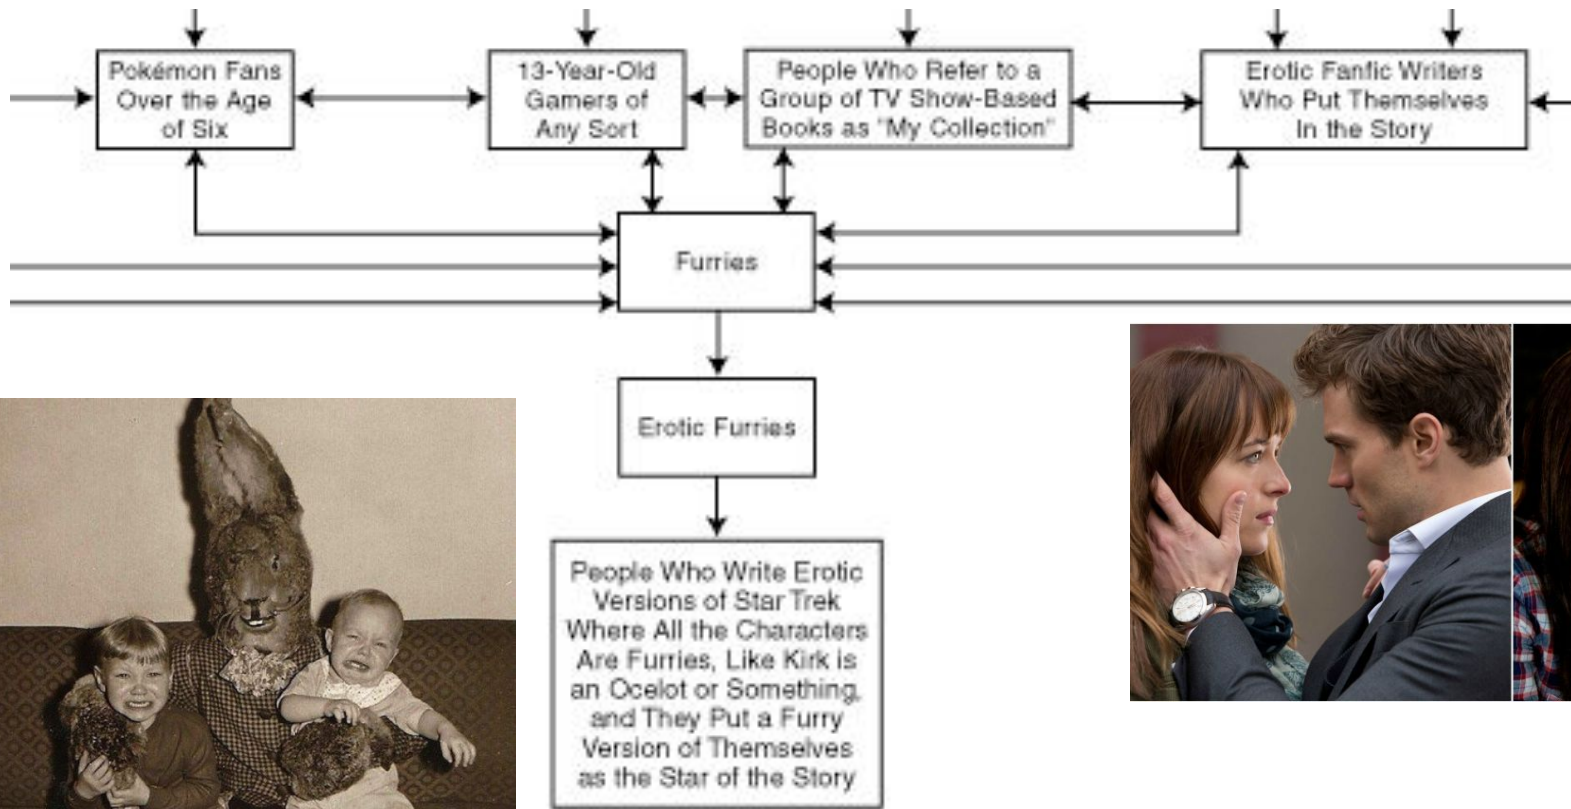 Pokémon Fans
Over the Age
of Six
13-Year-Old
Gamers of
Any Sort
People Who Refer to a
Group of TV Show-Based
Books as "My Collection"
Erotic Fanfic Writers
Who Put Themselves
In the Story
Furries
Erotic Furries
People Who Write Erotic
Versions of Star Trek
Where All the Characters
Are Furries, Like Kirk is
an Ocelot or Something,
and They Put a Furry
Version of Themselves
as the Star of the Story